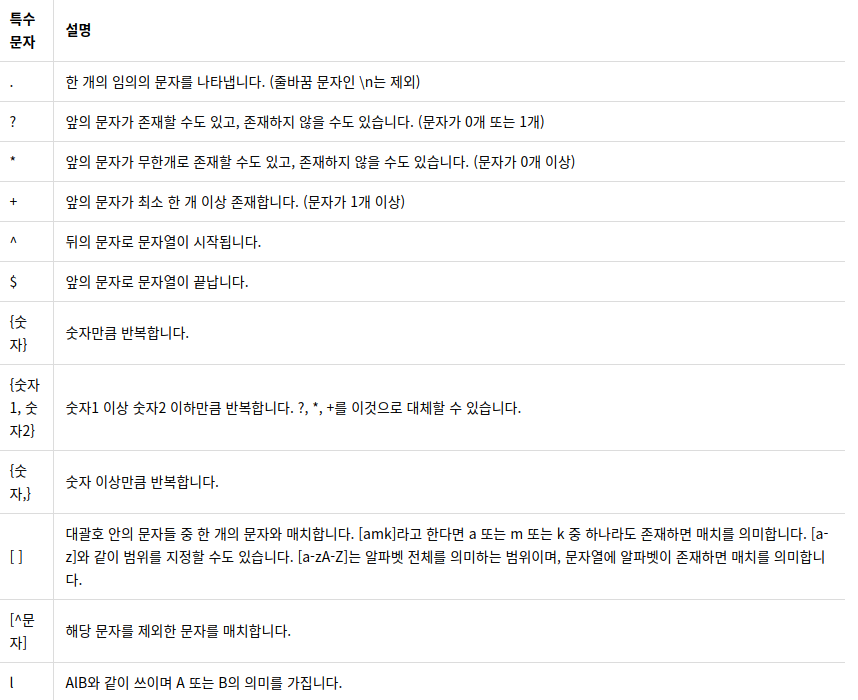 특수
문자
설명
.
한 개의 임의의 문자를 나타냅니다. (줄바꿈 문자인 \n는 제외)
?
앞의 문자가 존재할 수도 있고, 존재하지 않을 수도 있습니다. (문자가 0개 또는 1개)
*
앞의 문자가 무한개로 존재할 수도 있고, 존재하지 않을 수도 있습니다. (문자가 0개 이상)
+
앞의 문자가 최소 한 개 이상 존재합니다. (문자가 1개 이상)
^
뒤의 문자로 문자열이 시작됩니다.
$
앞의 문자로 문자열이 끝납니다.
{숫
자}
숫자만큼 반복합니다.
{숫자
1, 숫
자2}
숫자1 이상 숫자2 이하만큼 반복합니다. ?, *, +를 이것으로 대체할 수 있습니다.
{숫
자,}
숫자 이상만큼 반복합니다.
[ ]
대괄호 안의 문자들 중 한 개의 문자와 매치합니다. [amk]라고 한다면 a 또는 m 또는 k 중 하나라도 존재하면 매치를 의미합니다. [a-
z]와 같이 범위를 지정할 수도 있습니다. [a-zA-Z]는 알파벳 전체를 의미하는 범위이며, 문자열에 알파벳이 존재하면 매치를 의미합니
다.
[^문
자]
해당 문자를 제외한 문자를 매치합니다.
l
AlB와 같이 쓰이며 A 또는 B의 의미를 가집니다.